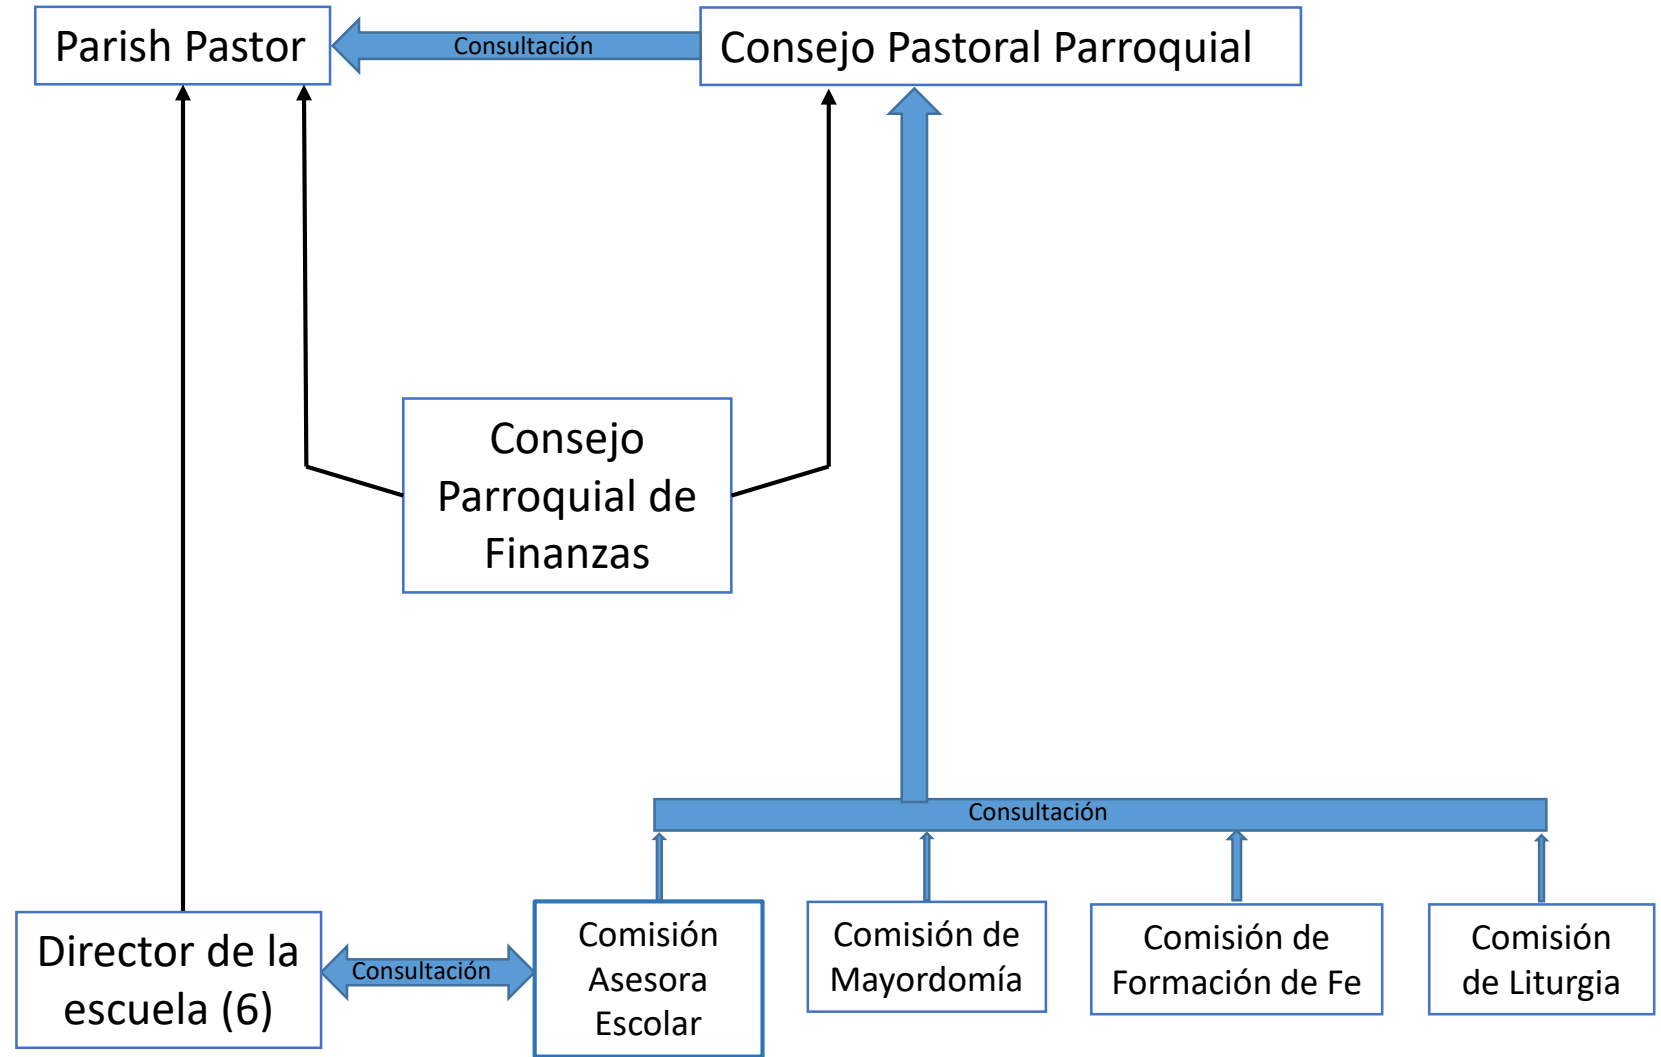 Parish Pastor
Consultación
Consejo Pastoral Parroquial
Consejo
Parroquial de
Finanzas
Consultación
Director de la
escuela (6)
Consultación
Comisión
Asesora
Escolar
Comisión de
Mayordomía
Comisión de
Formación de Fe
Comisión
de Liturgia